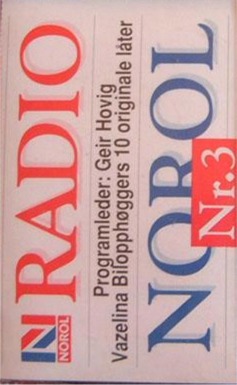 NOROL
RADIO
Programleder: Geir Hovig
Vazelina Bilopphøggers 10 originale låter
NOROL
Nr.3